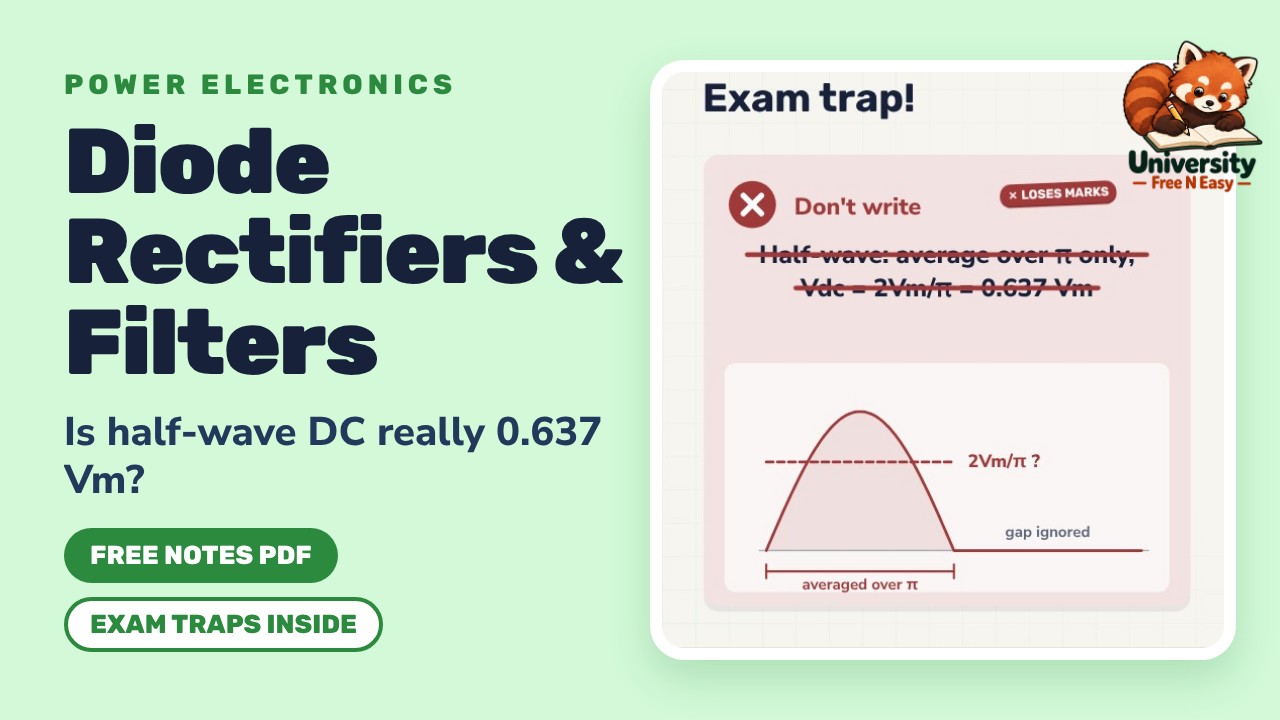 POWER ELECTRONICS
Diode
Rectifiers &
Filters
Is half-wave DC really 0.637
Vm?
FREE NOTES PDF
EXAM TRAPS INSIDE
Exam trap!
Don't write
× LOSES MARKS
Half-wave: average over π only,
Vdc = 2Vm/π = 0.637 Vm
2Vm/π ?
gap ignored
averaged over π
University
Free N Easy